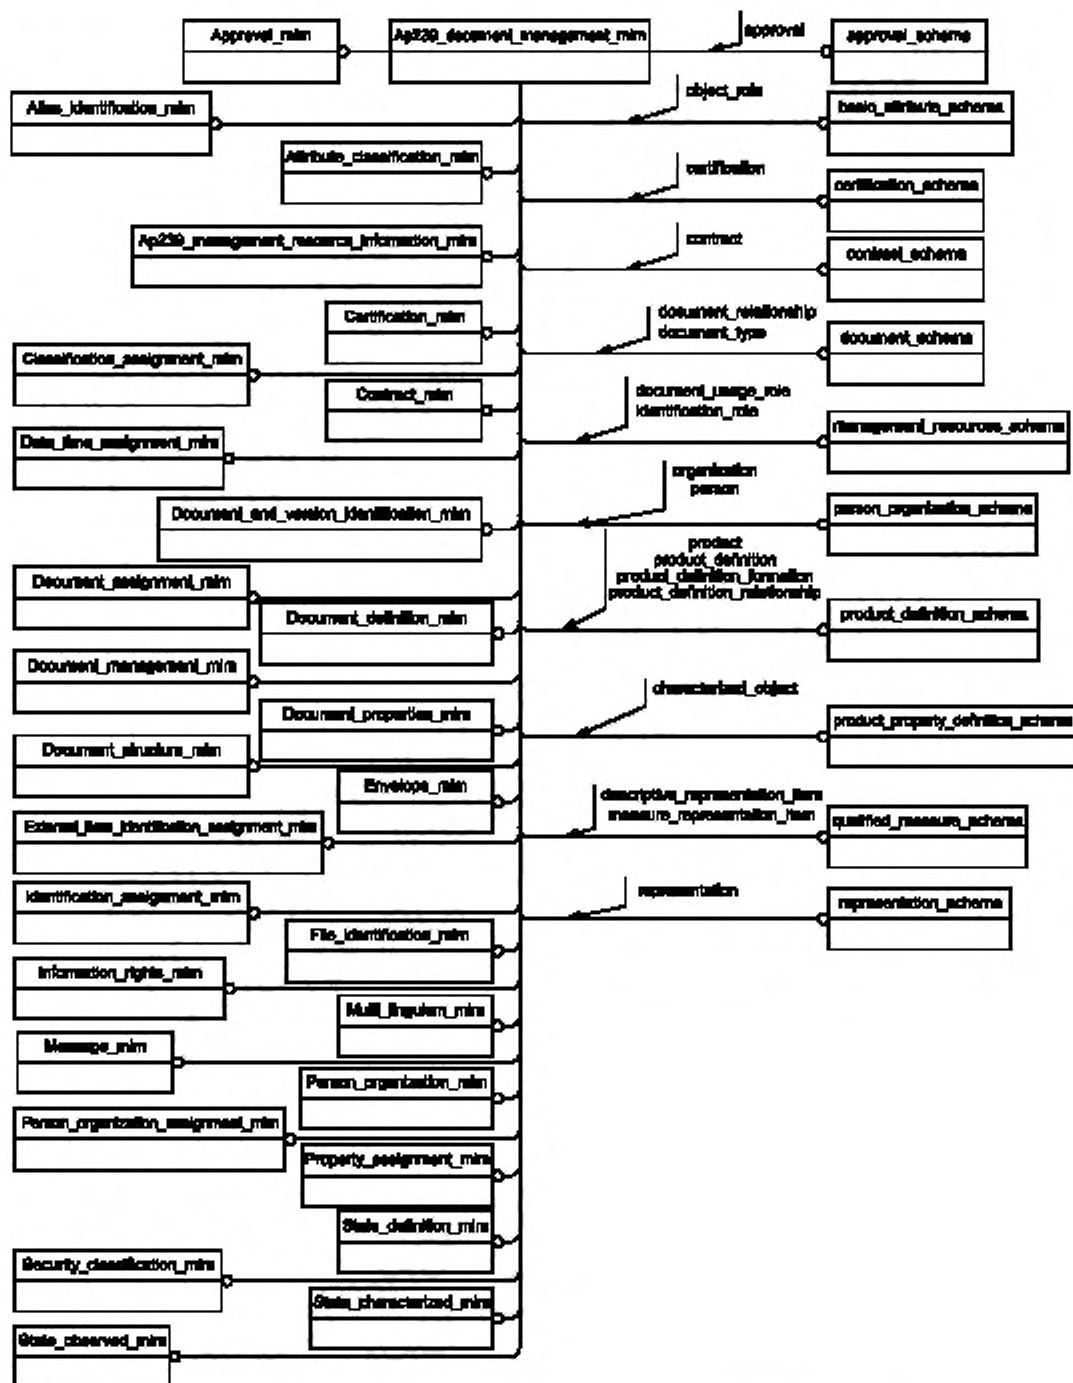 Approval_mim
Ap239_document_management_mim
approval
approval_schema
Alias_identification_mim
object_role
basic_attribute_schema
Attribute_classification_mim
certification
certification_schema
Ap239_management_resource_information_mim
contract
contract_schema
Certification_mim
document_relationship
document_type
document_schema
Classification_assignment_mim
Contract_mim
document_usage_role
identification_role
management_resources_schema
Date_time_assignment_mim
organization
person
person_organization_schema
Document_and_version_identification_mim
product
product_definition
product_definition_formation
product_definition_relationship
product_definition_schema
Document_assignment_mim
Document_definition_mim
Document_management_mim
characterized_object
Document_properties_mim
product_property_definition_schema
Document_structure_mim
Envelope_mim
descriptive_representation_item
measure_representation_item
qualified_measure_schema
External_item_identification_assignment_mim
Identification_assignment_mim
representation
representation_schema
File_identification_mim
Information_rights_mim
Multi_linguism_mim
Message_mim
Person_organization_mim
Person_organization_assignment_mim
Property_assignment_mim
State_definition_mim
Security_classification_mim
State_characterized_mim
State_observed_mim